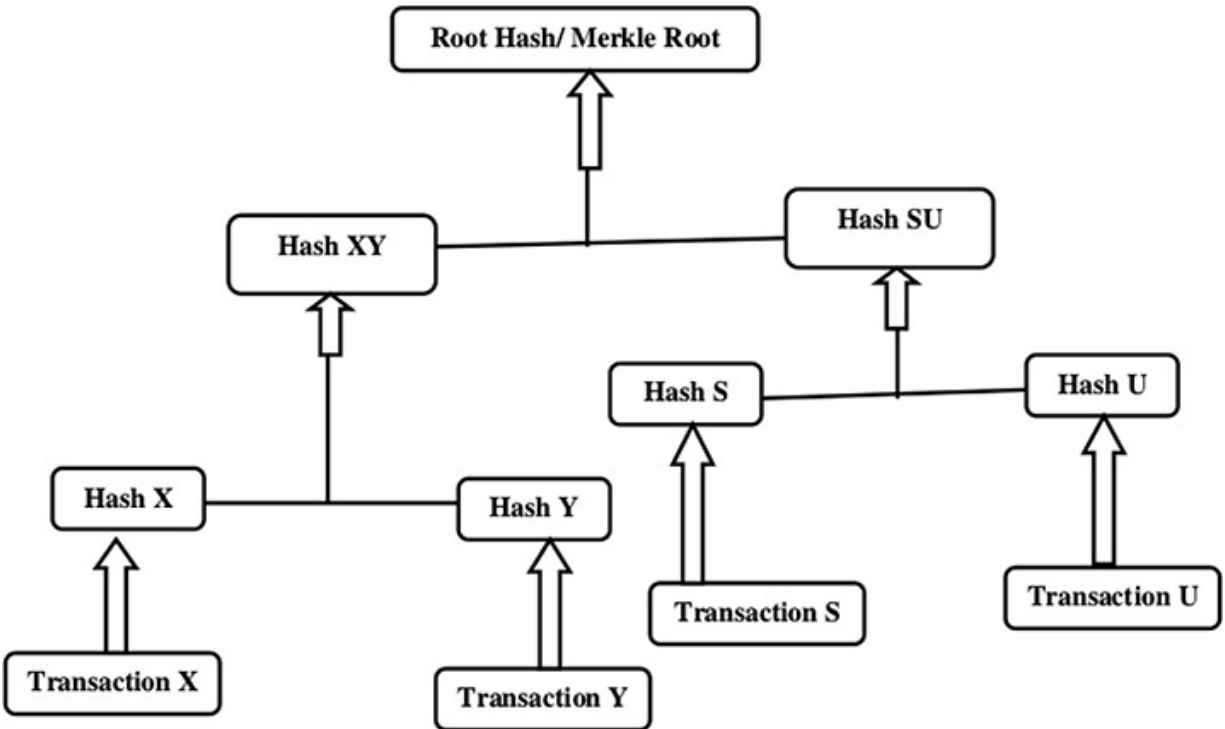 Root Hash/ Merkle Root
Hash XY
Hash SU
Hash S
Hash U
Hash X
Hash Y
Transaction S
Transaction U
Transaction X
Transaction Y